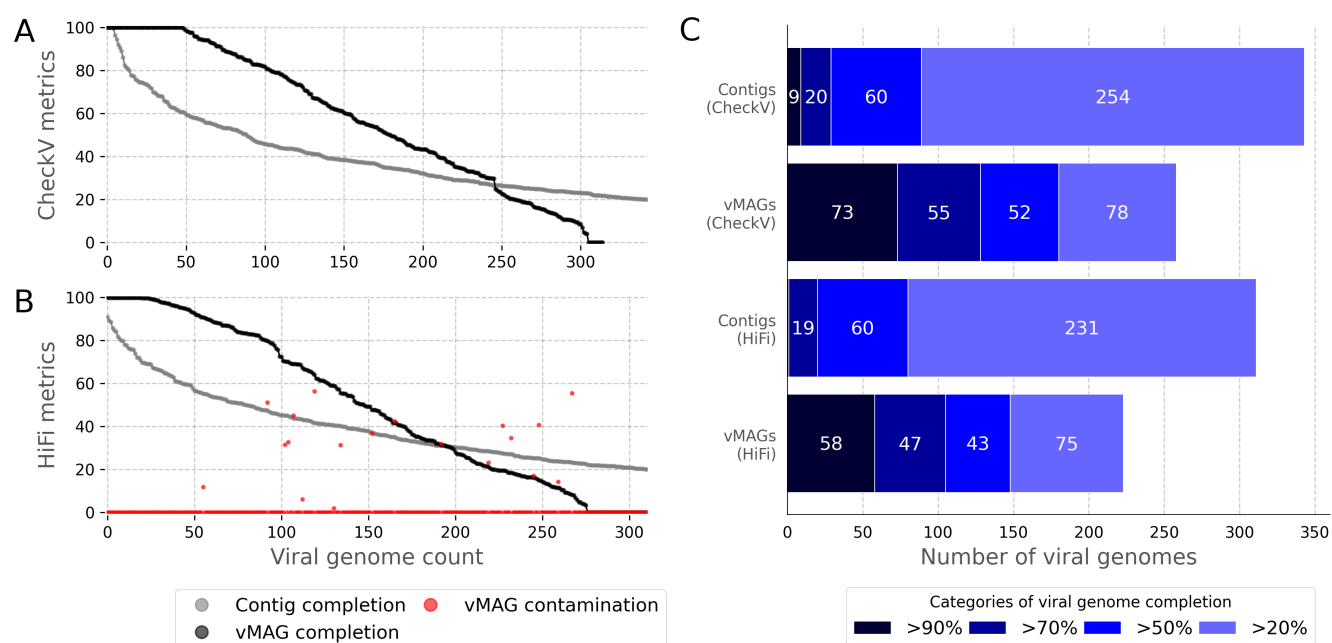 A
CheckV metrics
100
80
60
40
20
0
0 50 100 150 200 250 300
B
HiFi metrics
100
80
60
40
20
0
0 50 100 150 200 250 300
Viral genome count
Contig completion
vMAG contamination
vMAG completion
C
Contigs
(CheckV)
9 20 60 254
vMAGs
(CheckV)
73 55 52 78
Contigs
(HiFi)
19 60 231
vMAGs
(HiFi)
58 47 43 75
0 50 100 150 200 250 300 350
Number of viral genomes
Categories of viral genome completion
>90% >70% >50% >20%